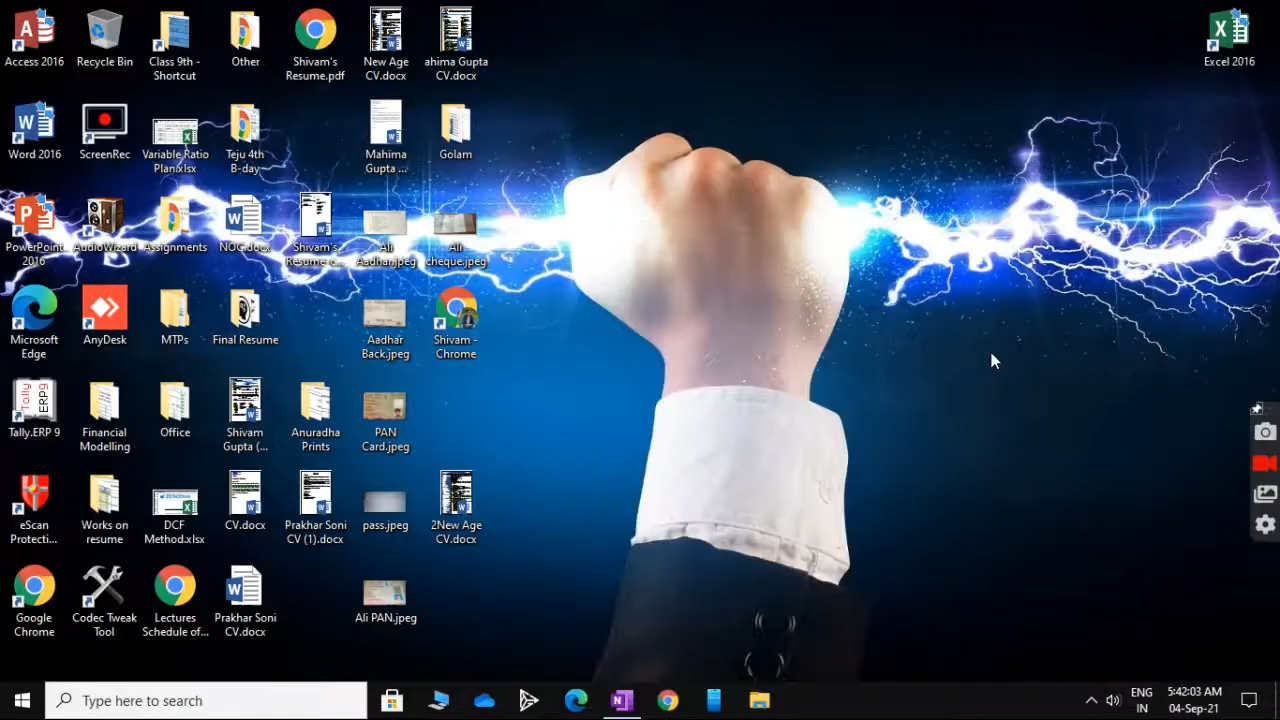 Access 2016
Recycle Bin
Class 9th -
Shortcut
Other
Shivam's
Resume.pdf
New Age
CV.docx
ahima Gupta
CV.docx
Excel 2016
Word 2016
ScreenRec
Variable Ratio
Plan.xlsx
Teju 4th
B-day
Mahima
Gupta ...
Golam
PowerPoint
2016
AudioWizard
Assignments
NOC.docx
Shivam's
Resume...
Ali
Aadhar.jpeg
Ali
cheque.jpeg
Microsoft
Edge
AnyDesk
MTPs
Final Resume
Aadhar
Back.jpeg
Shivam -
Chrome
Tally
ERP9
Tally.ERP 9
Financial
Modelling
Office
Shivam
Gupta (...
Anuradha
Prints
PAN
Card.jpeg
eScan
Protecti...
Works on
resume
DCF
Method.xlsx
CV.docx
Prakhar Soni
CV (1).docx
pass.jpeg
2New Age
CV.docx
Google
Chrome
Codec Tweak
Tool
Lectures
Schedule of...
Prakhar Soni
CV.docx
Ali PAN.jpeg
Type here to search
ENG
IN
5:42:03 AM
04-Sep-21